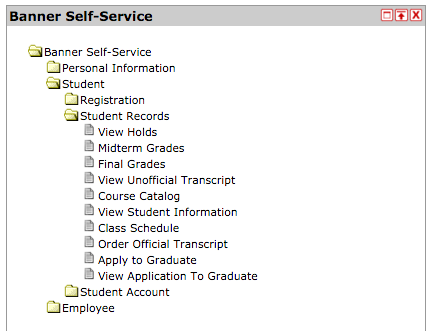 Banner Self-Service
Banner Self-Service
Personal Information
Student
Registration
Student Records
View Holds
Midterm Grades
Final Grades
View Unofficial Transcript
Course Catalog
View Student Information
Class Schedule
Order Official Transcript
Apply to Graduate
View Application To Graduate
Student Account
Employee